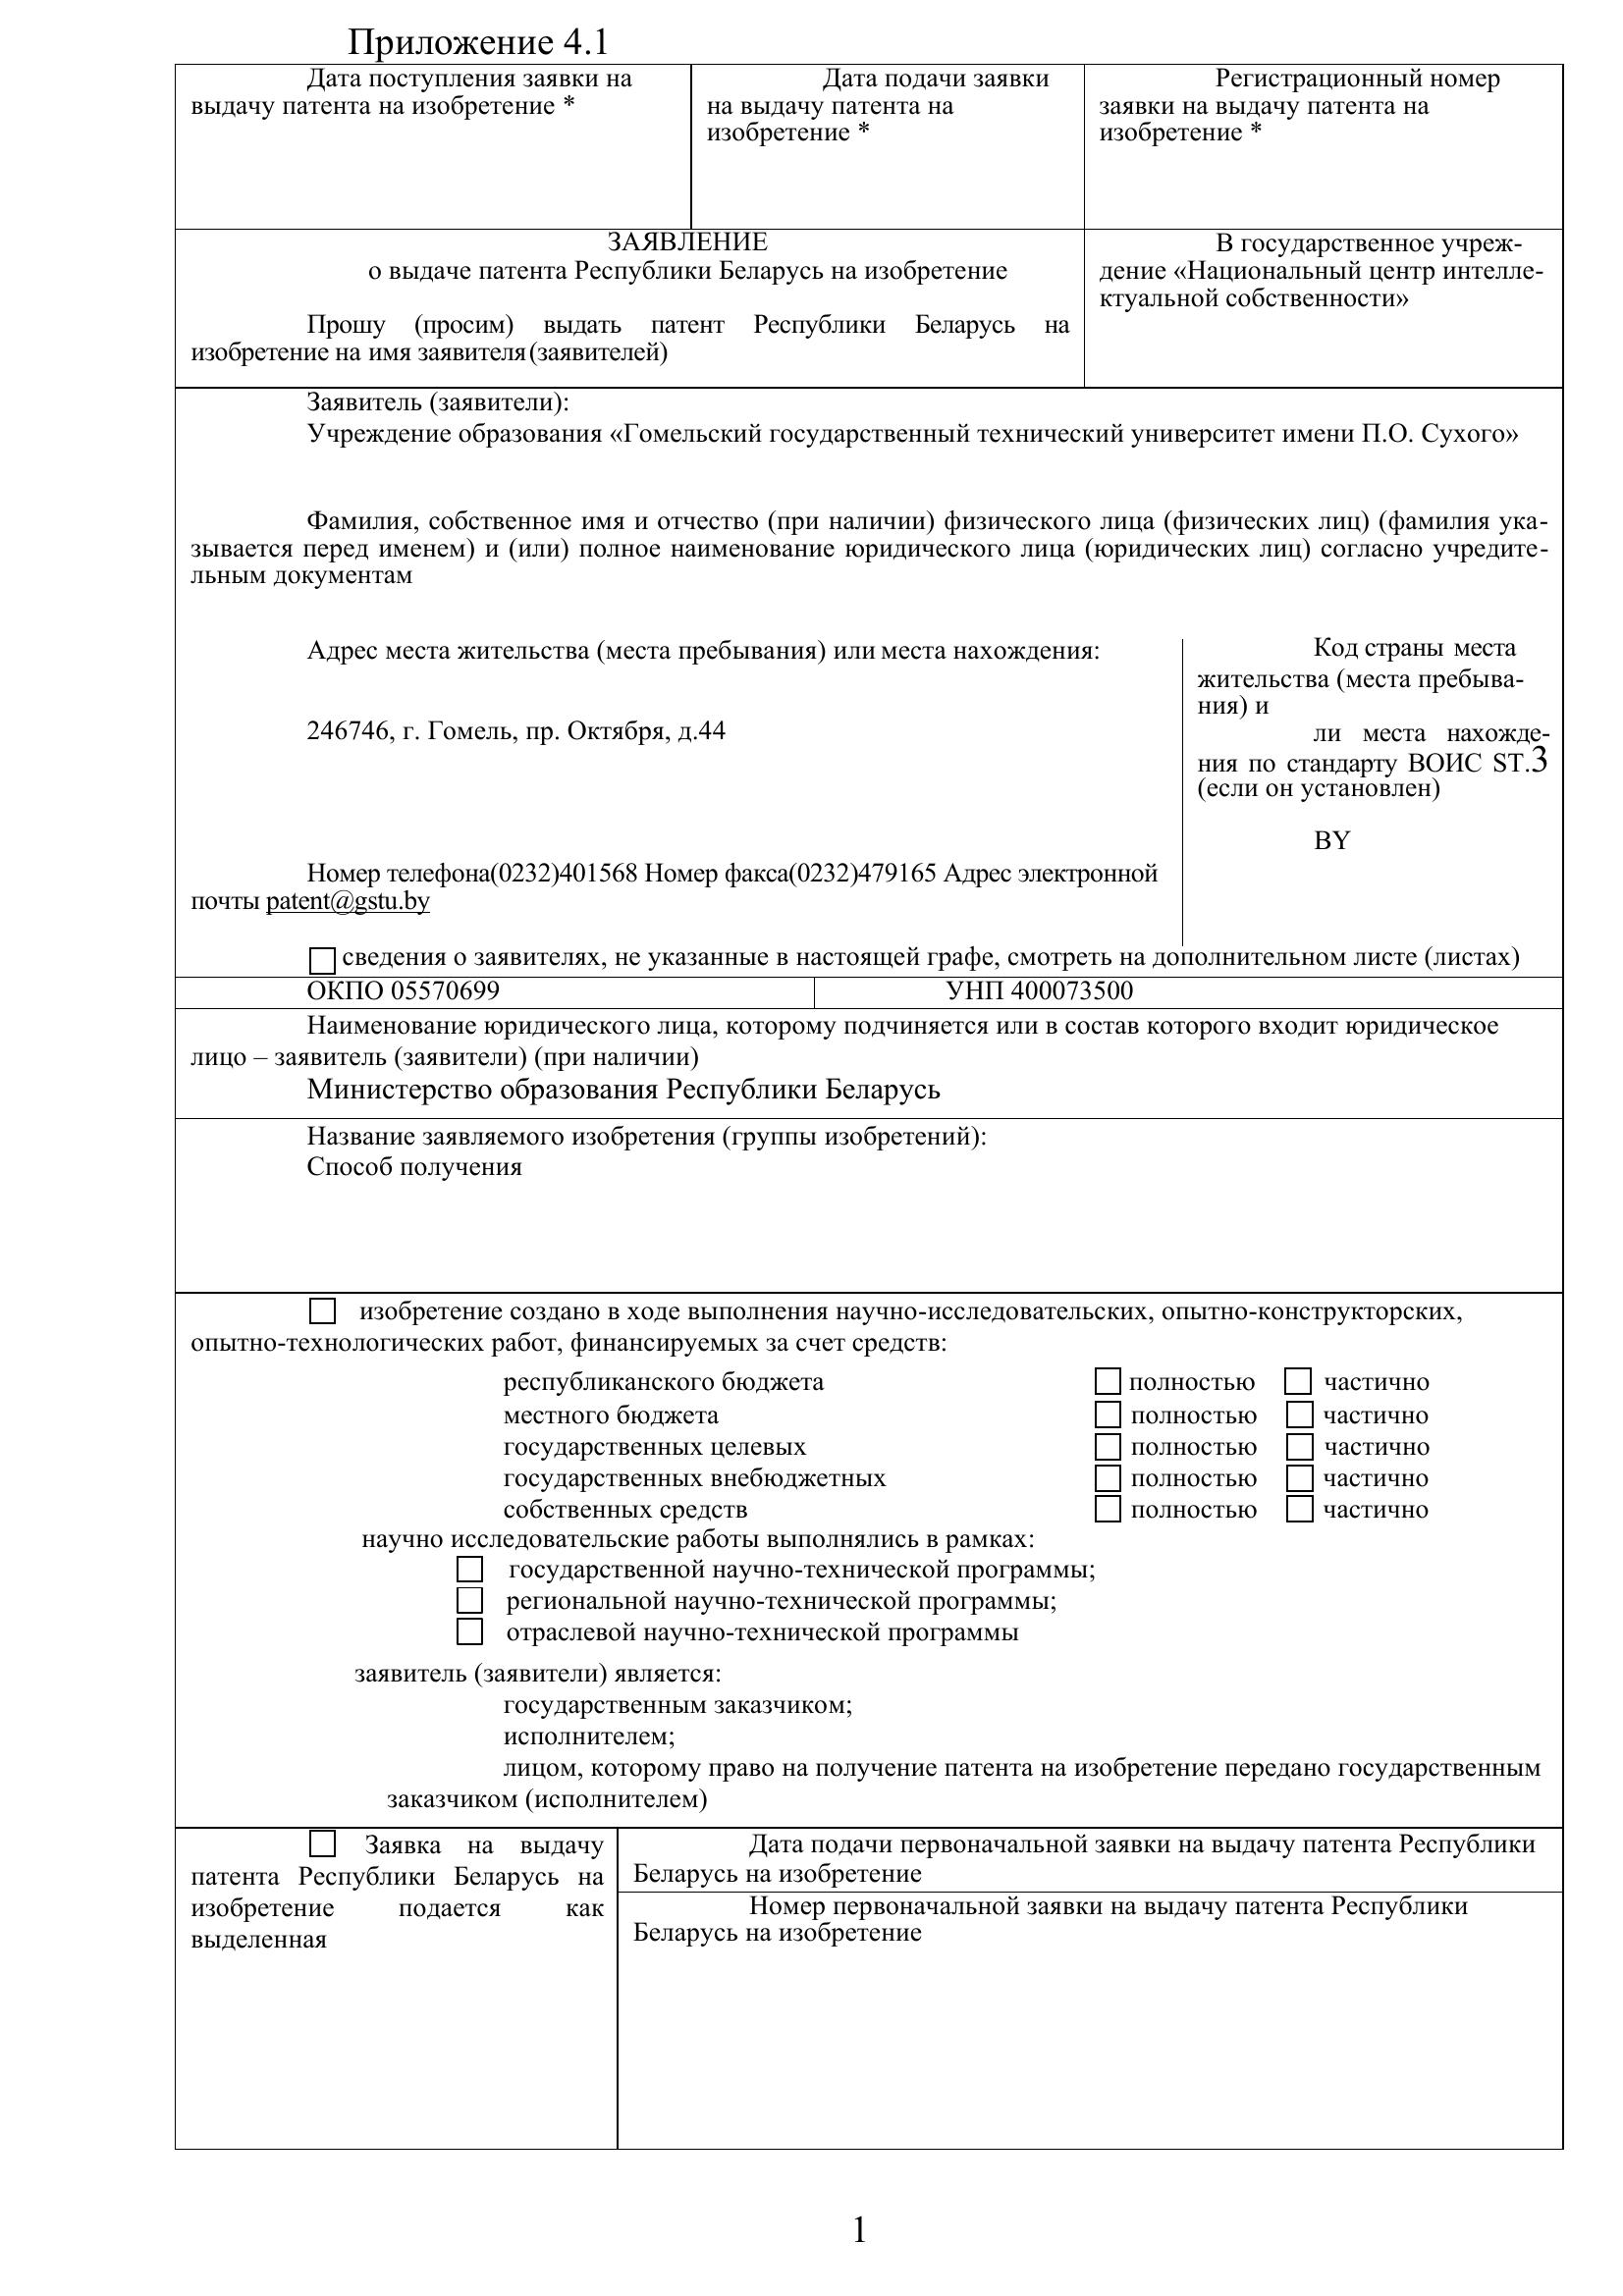 Приложение 4.1
Дата поступления заявки на
выдачу патента на изобретение *
Дата подачи заявки
на выдачу патента на
изобретение *
Регистрационный номер
заявки на выдачу патента на
изобретение *
ЗАЯВЛЕНИЕ
о выдаче патента Республики Беларусь на изобретение
Прошу (просим) выдать патент Республики Беларусь на
изобретение на имя заявителя (заявителей)
В государственное учреж-
дение «Национальный центр интелле-
ктуальной собственности»
Заявитель (заявители):
Учреждение образования «Гомельский государственный технический университет имени П.О. Сухого»
Фамилия, собственное имя и отчество (при наличии) физического лица (физических лиц) (фамилия ука-
зывается перед именем) и (или) полное наименование юридического лица (юридических лиц) согласно учредите-
льным документам
Адрес места жительства (места пребывания) или места нахождения:
246746, г. Гомель, пр. Октября, д.44
Номер телефона(0232)401568 Номер факса(0232)479165 Адрес электронной
почты patent@gstu.by
Код страны места
жительства (места пребыва-
ния) и
ли места нахожде-
ния по стандарту ВОИС ST.3
(если он установлен)
BY
сведения о заявителях, не указанные в настоящей графе, смотреть на дополнительном листе (листах)
ОКПО 05570699
УНП 400073500
Наименование юридического лица, которому подчиняется или в состав которого входит юридическое
лицо – заявитель (заявители) (при наличии)
Министерство образования Республики Беларусь
Название заявляемого изобретения (группы изобретений):
Способ получения
изобретение создано в ходе выполнения научно-исследовательских, опытно-конструкторских,
опытно-технологических работ, финансируемых за счет средств:
республиканского бюджета полностью частично
местного бюджета полностью частично
государственных целевых полностью частично
государственных внебюджетных полностью частично
собственных средств полностью частично
научно исследовательские работы выполнялись в рамках:
государственной научно-технической программы;
региональной научно-технической программы;
отраслевой научно-технической программы
заявитель (заявители) является:
государственным заказчиком;
исполнителем;
лицом, которому право на получение патента на изобретение передано государственным
заказчиком (исполнителем)
Заявка на выдачу
патента Республики Беларусь на
изобретение подается как
выделенная
Дата подачи первоначальной заявки на выдачу патента Республики
Беларусь на изобретение
Номер первоначальной заявки на выдачу патента Республики
Беларусь на изобретение
1